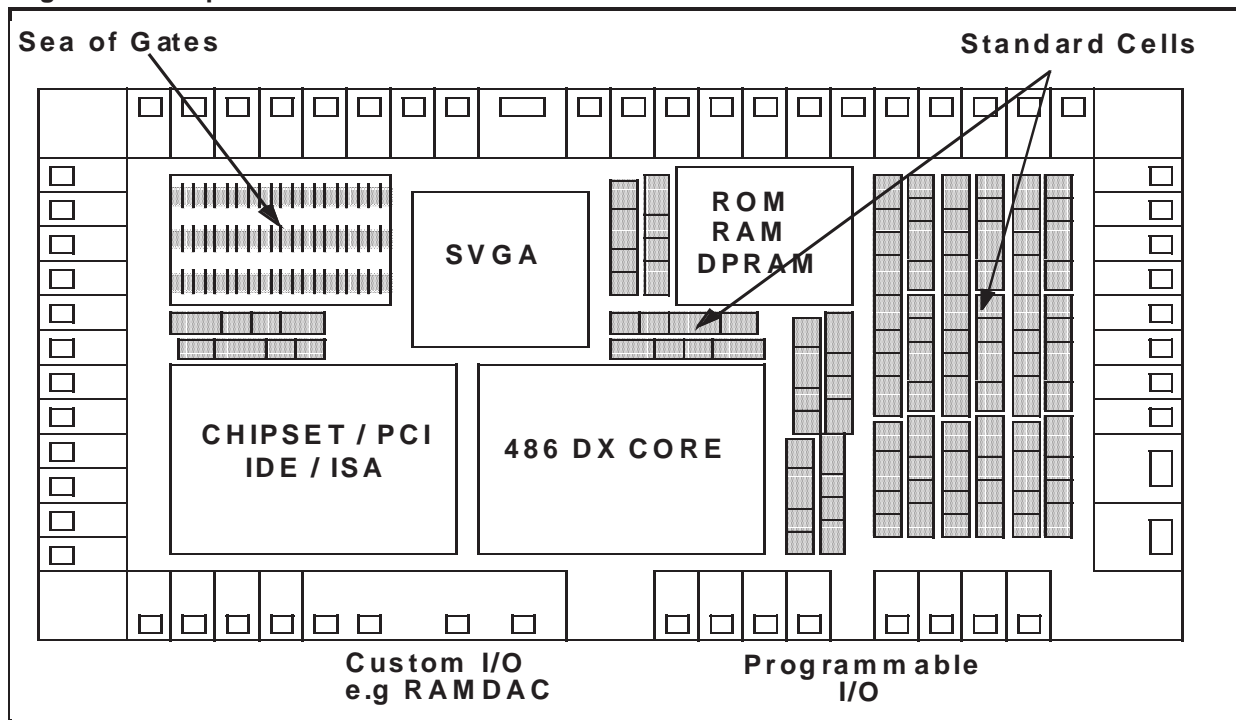 Sea of Gates
Standard Cells
SVGA
ROM
RAM
DPRAM
CHIPSET / PCI
IDE / ISA
486 DX CORE
Custom I/O
e.g RAMDAC
Programmable
I/O